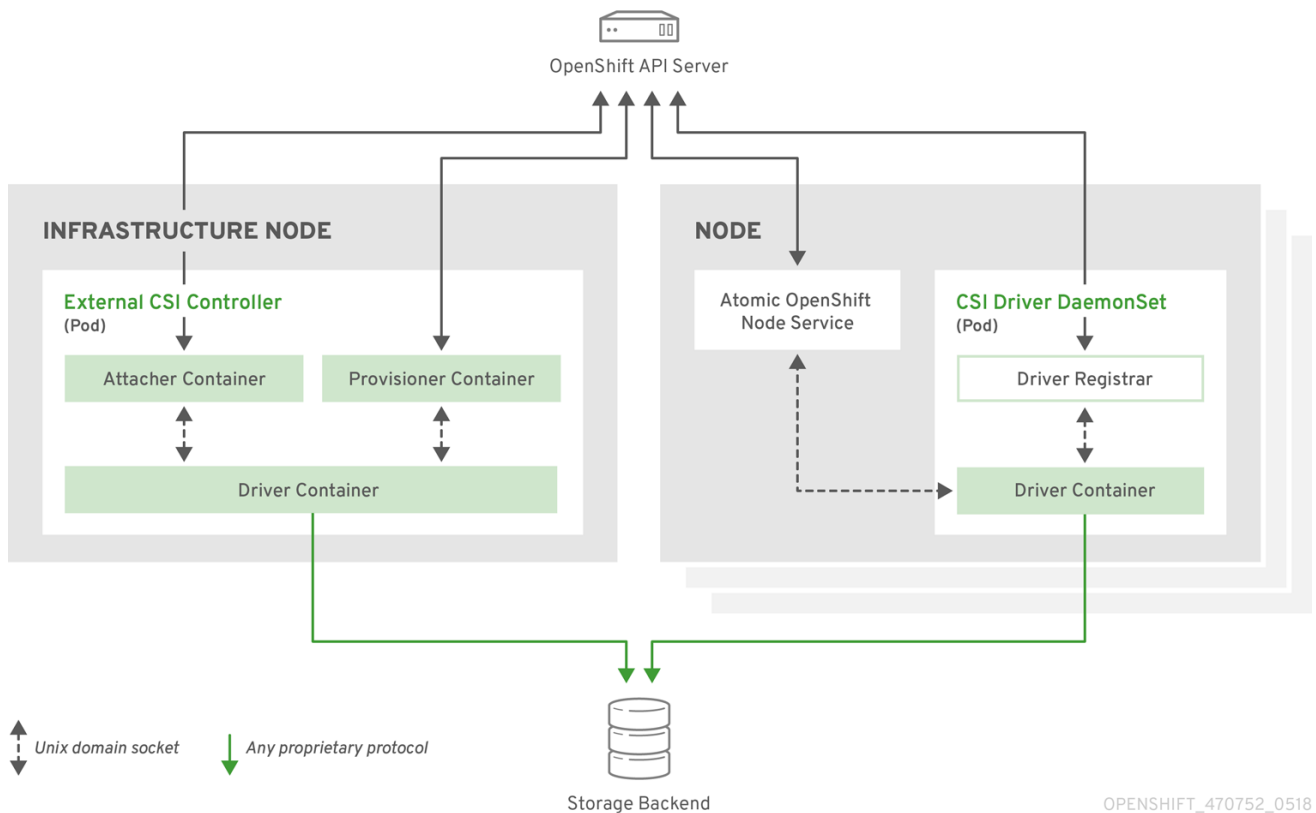 OpenShift API Server
INFRASTRUCTURE NODE
External CSI Controller
(Pod)
Attacher Container
Provisioner Container
Driver Container
NODE
Atomic OpenShift
Node Service
CSI Driver DaemonSet
(Pod)
Driver Registrar
Driver Container
Unix domain socket
Any proprietary protocol
Storage Backend
OPENSHIFT_470752_0518